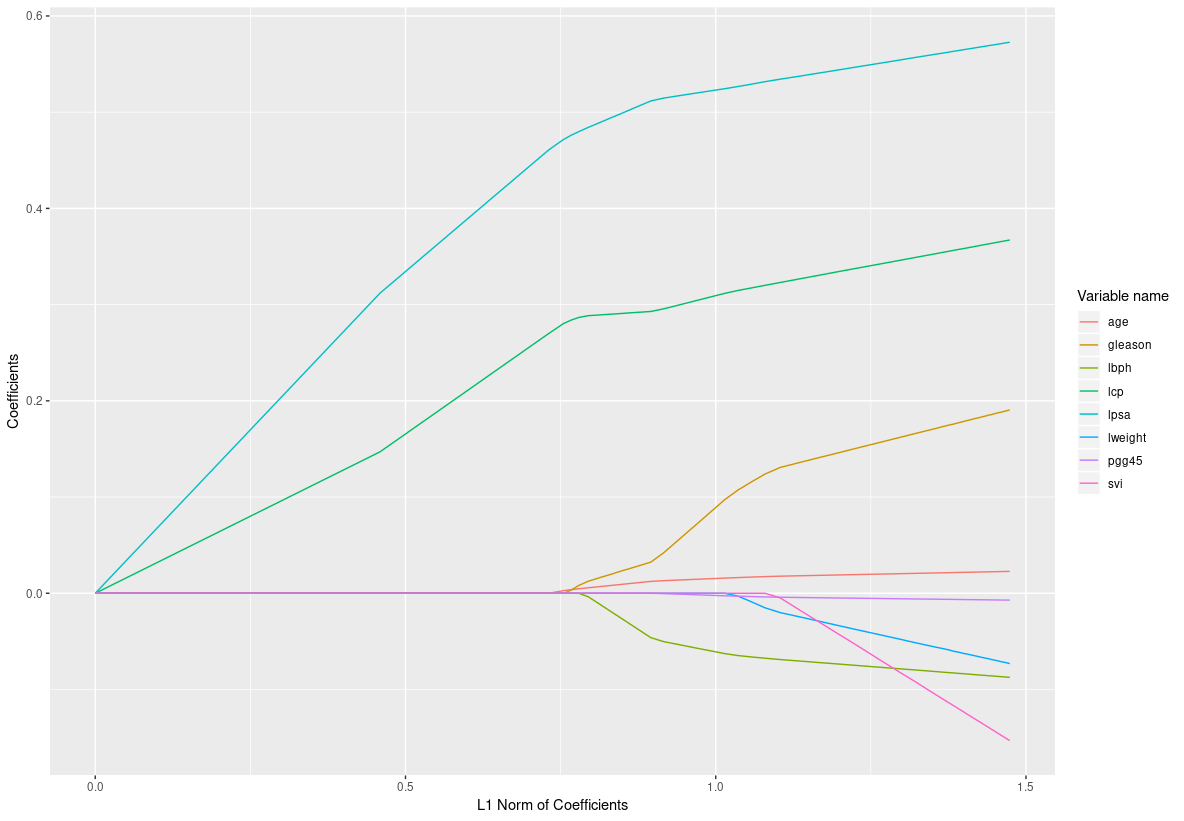 0.6
0.4
0.2
0.0
Coefficients
0.0 0.5 1.0 1.5
L1 Norm of Coefficients
Variable name
age
gleason
lbph
lcp
lpsa
lweight
pgg45
svi